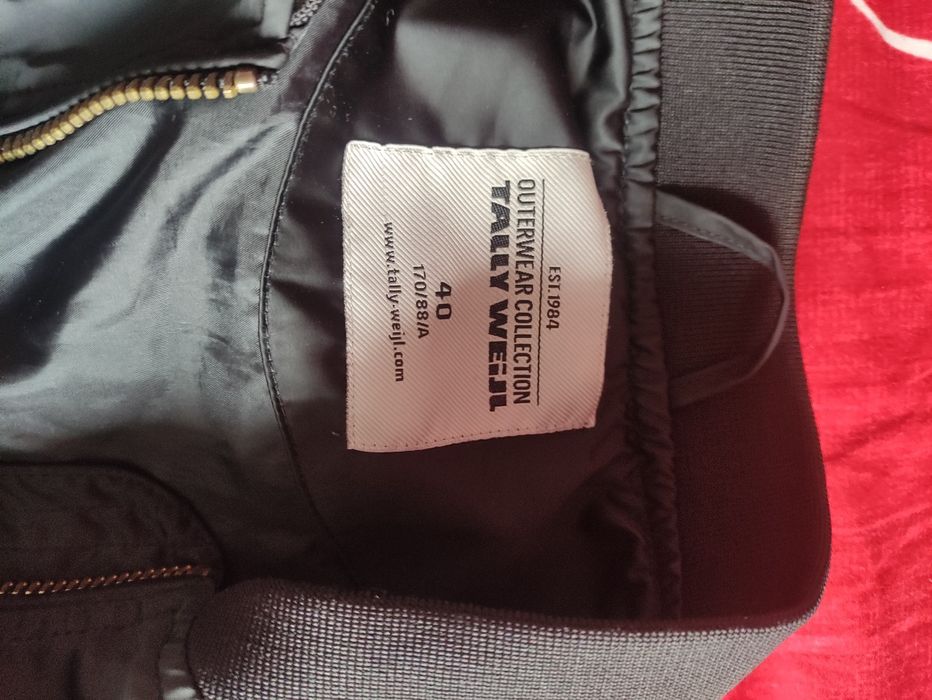 EST.1984
OUTERWEAR COLLECTION
TALLY WEiJL
40
170/88/A
www.tally-weijl.com